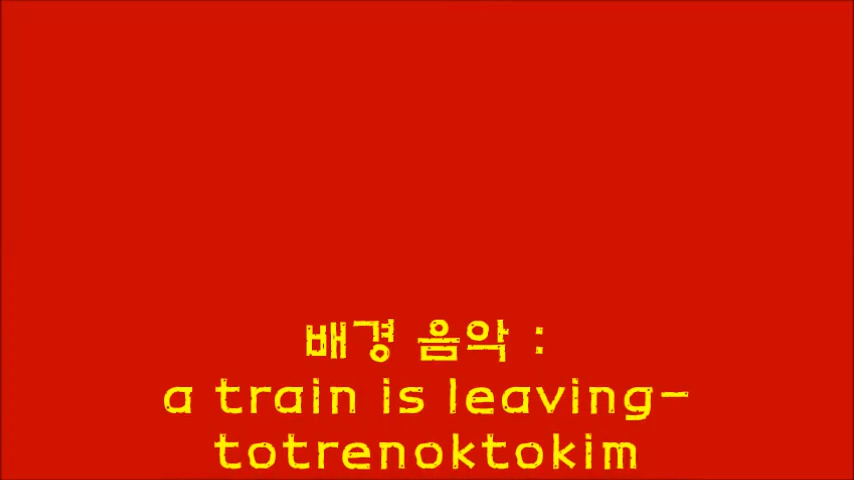 배경 음악 :
a train is leaving-
totrenoktokim